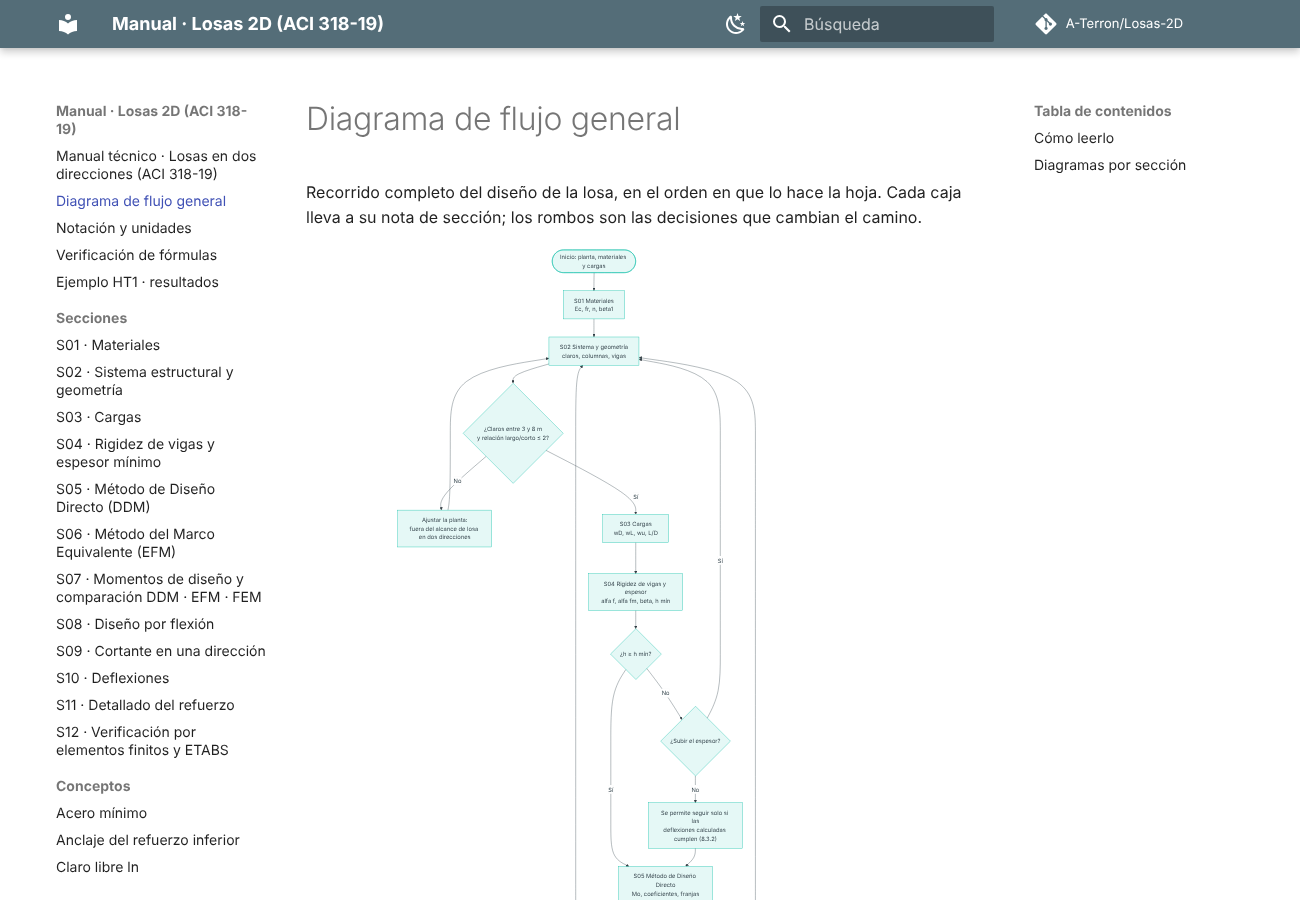 Manual · Losas 2D (ACI 318-19)
Búsqueda
A-Terron/Losas-2D
Manual · Losas 2D (ACI 318-
19)
Manual técnico · Losas en dos
direcciones (ACI 318-19)
Diagrama de flujo general
Notación y unidades
Verificación de fórmulas
Ejemplo HT1 · resultados
Secciones
S01 · Materiales
S02 · Sistema estructural y
geometría
S03 · Cargas
S04 · Rigidez de vigas y
espesor mínimo
S05 · Método de Diseño
Directo (DDM)
S06 · Método del Marco
Equivalente (EFM)
S07 · Momentos de diseño y
comparación DDM · EFM · FEM
S08 · Diseño por flexión
S09 · Cortante en una dirección
S10 · Deflexiones
S11 · Detallado del refuerzo
S12 · Verificación por
elementos finitos y ETABS
Conceptos
Acero mínimo
Anclaje del refuerzo inferior
Claro libre ln
Diagrama de flujo general
Recorrido completo del diseño de la losa, en el orden en que lo hace la hoja. Cada caja
lleva a su nota de sección; los rombos son las decisiones que cambian el camino.
Inicio: planta, materiales
y cargas
S01 Materiales
Ec, fr, n, beta1
S02 Sistema y geometría
claros, columnas, vigas
¿Claros entre 3 y 8 m
y relación largo/corto ≤ 2?
No
Sí
Ajustar la planta:
fuera del alcance de losa
en dos direcciones
S03 Cargas
wD, wL, wu, L/D
Sí
S04 Rigidez de vigas y
espesor
alfa f, alfa fm, beta, h mín
¿h ≥ h mín?
No
¿Subir el espesor?
Sí
No
Se permite seguir solo si
las
deflexiones calculadas
cumplen (8.3.2)
S05 Método de Diseño
Directo
Mo, coeficientes, franjas
Tabla de contenidos
Cómo leerlo
Diagramas por sección